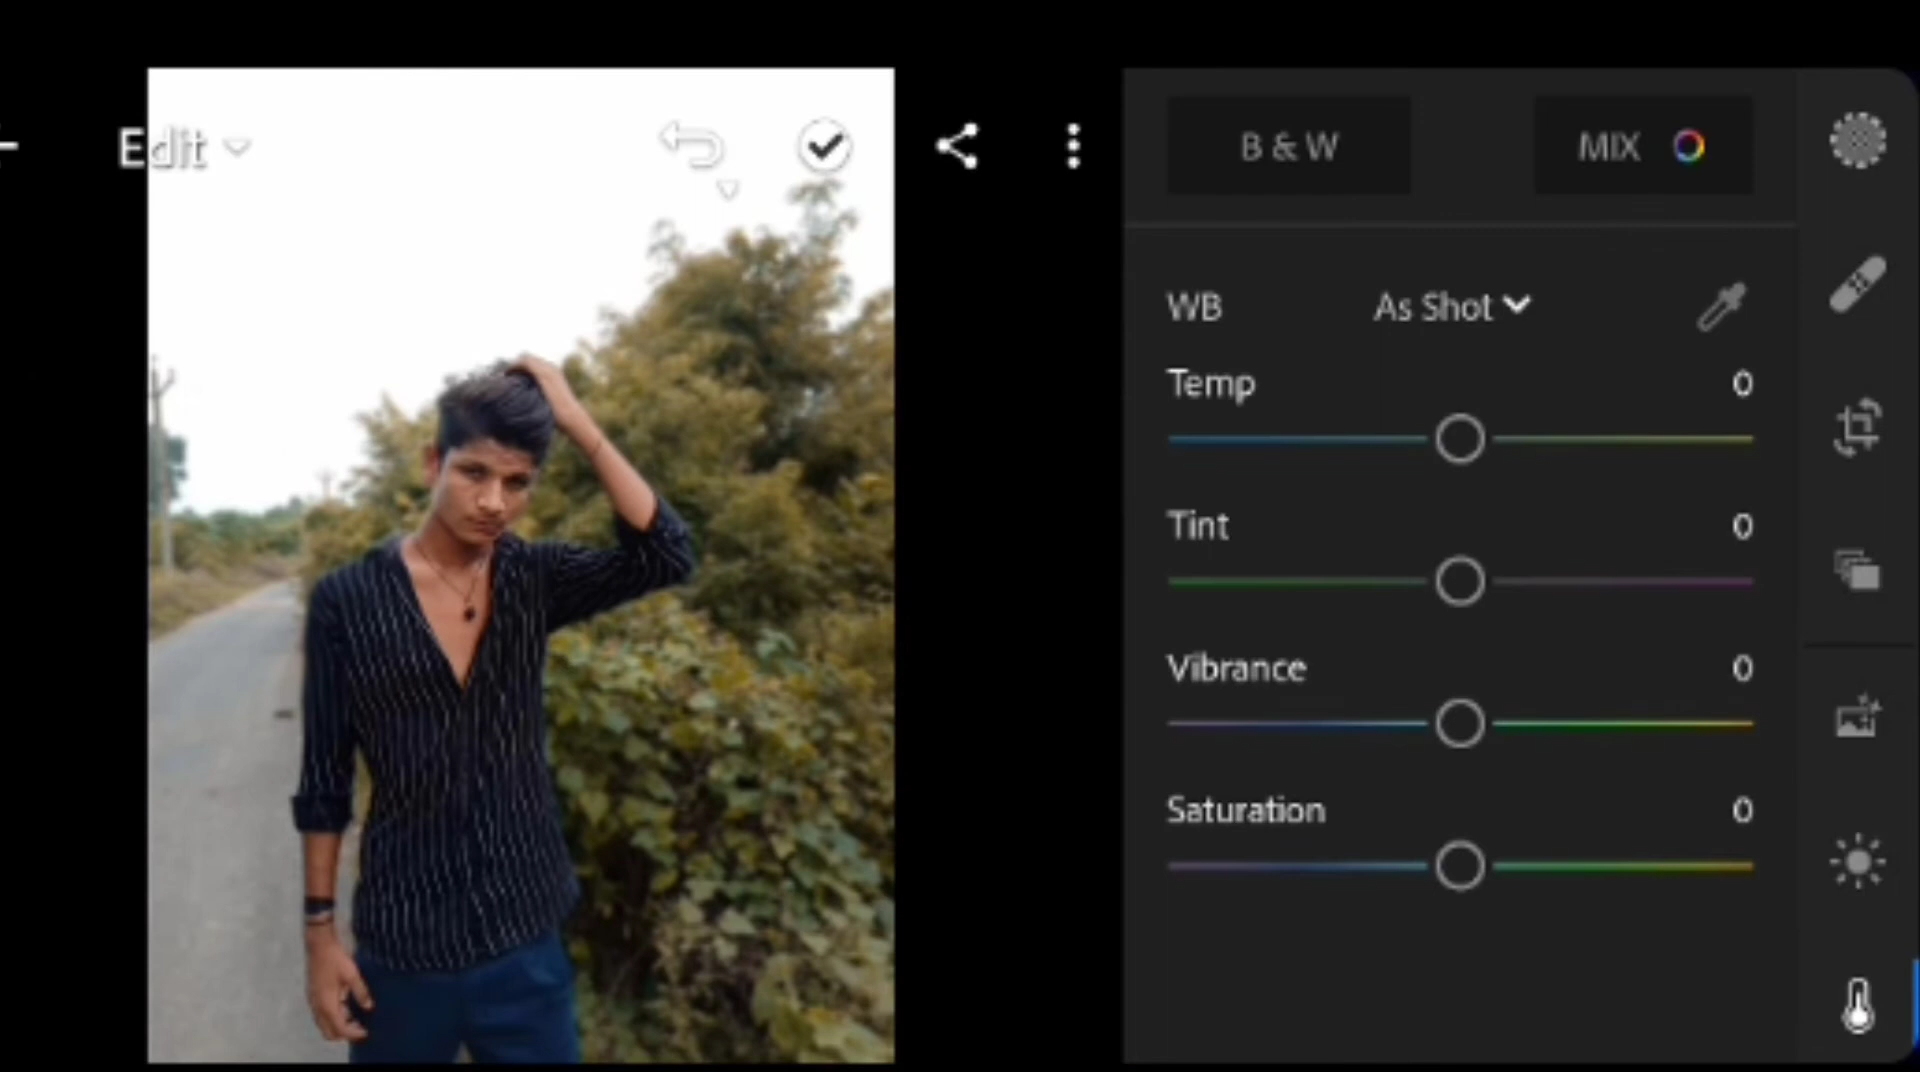 Edit
B & W
MIX
WB As Shot
Temp 0
Tint 0
Vibrance 0
Saturation 0